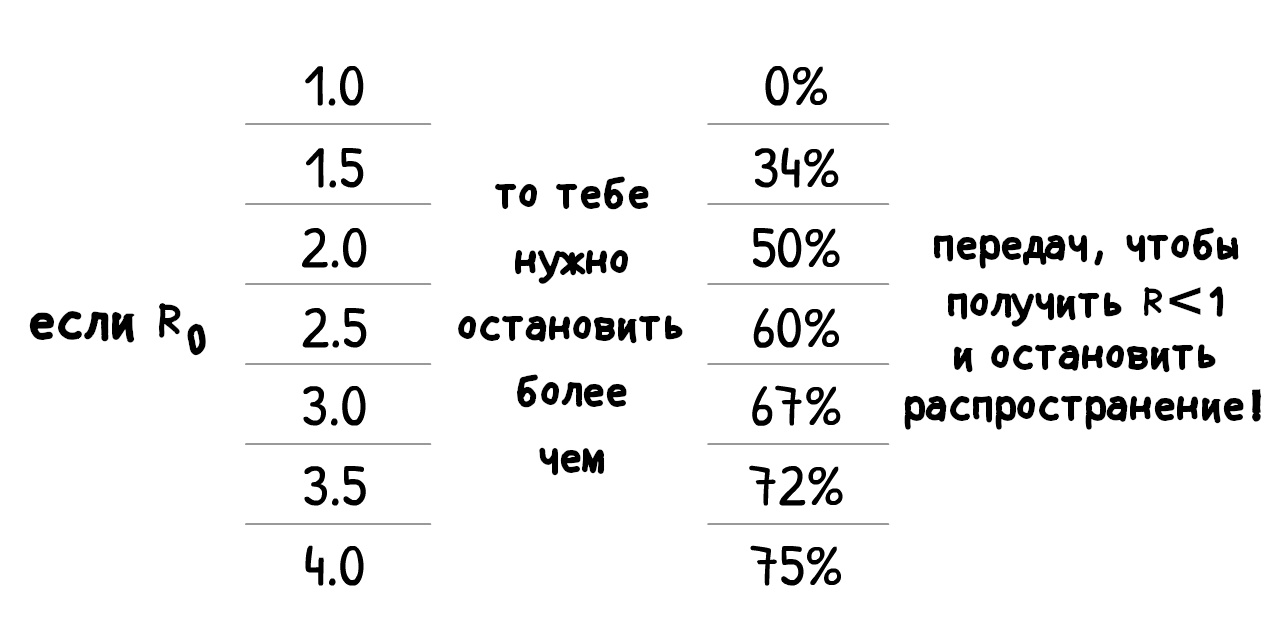 если R0
1.0
1.5
2.0
2.5
3.0
3.5
4.0
то тебе
нужно
остановить
более
чем
0%
34%
50%
60%
67%
72%
75%
передач, чтобы
получить R<1
и остановить
распространение!